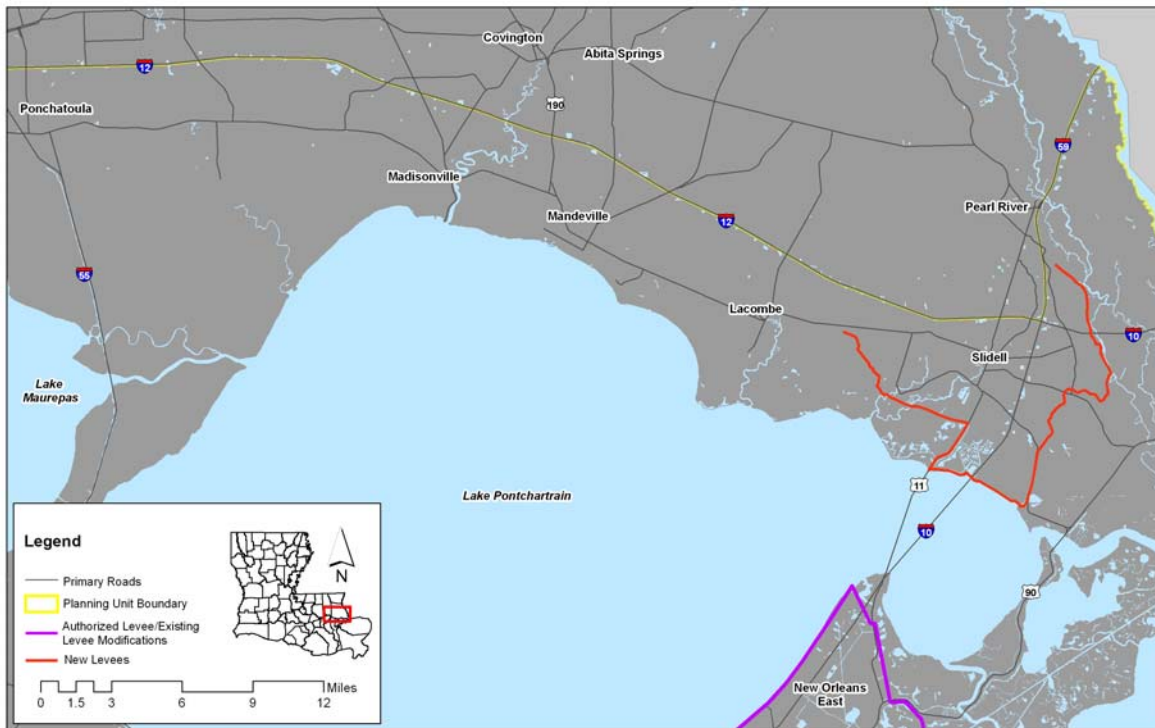 Covington
Abita Springs
12
190
Ponchatoula
59
Madisonville
Pearl River
Mandeville
12
55
Lacombe
10
Slidell
Lake
Maurepas
11
Lake Pontchartrain
10
90
New Orleans
East
Legend
N
Primary Roads
Planning Unit Boundary
Authorized Levee/Existing
Levee Modifications
New Levees
Miles
0 1.5 3 6 9 12